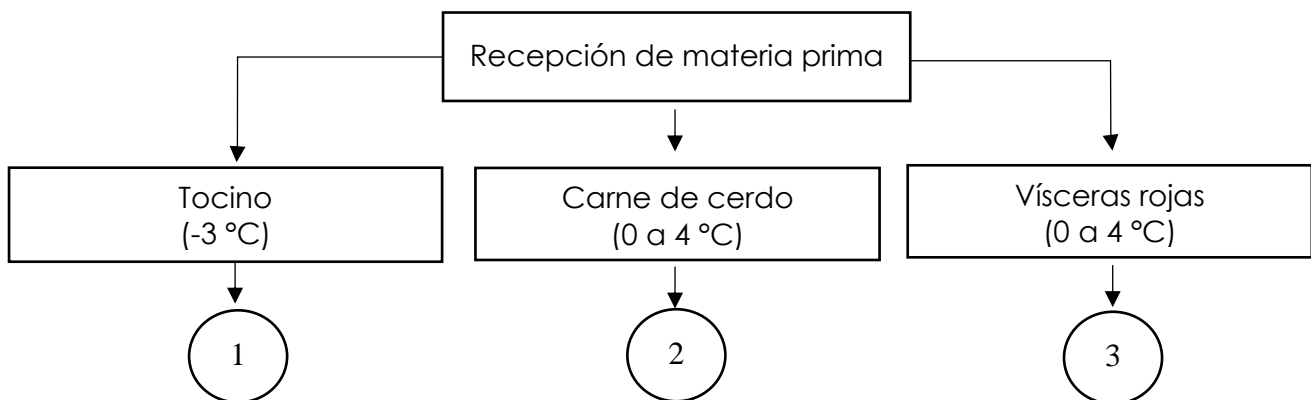 Recepción de materia prima
Tocino
(-3 °C)
Carne de cerdo
(0 a 4 °C)
Vísceras rojas
(0 a 4 °C)
1
2
3